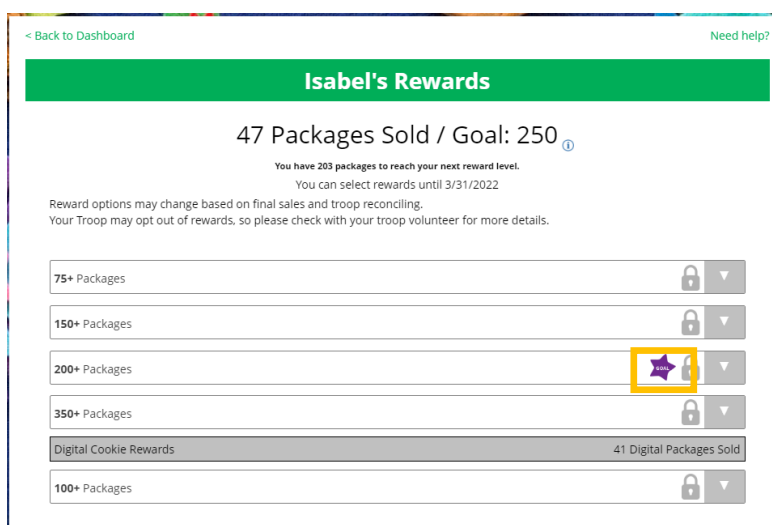 < Back to Dashboard
Need help?
Isabel's Rewards
47 Packages Sold / Goal: 250 i
You have 203 packages to reach your next reward level.
You can select rewards until 3/31/2022
Reward options may change based on final sales and troop reconciling.
Your Troop may opt out of rewards, so please check with your troop volunteer for more details.
75+ Packages
150+ Packages
200+ Packages GOAL
350+ Packages
Digital Cookie Rewards 41 Digital Packages Sold
100+ Packages